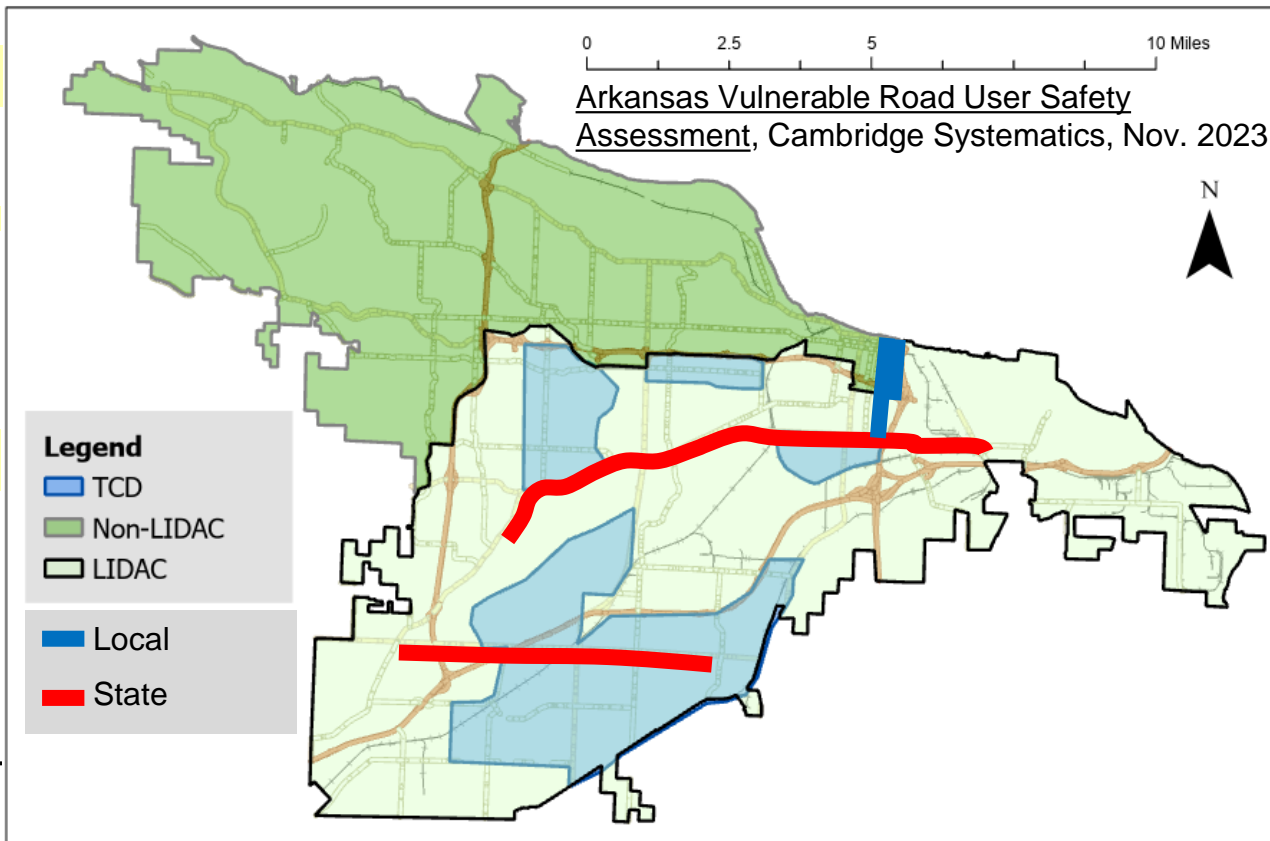 0 2.5 5 10 Miles
Arkansas Vulnerable Road User Safety
Assessment, Cambridge Systematics, Nov. 2023
N
Legend
TCD
Non-LIDAC
LIDAC
Local
State